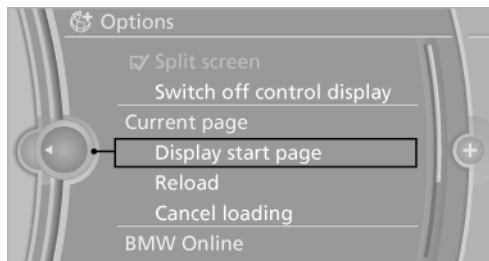 Options
Split screen
Switch off control display
Current page
Display start page
Reload
Cancel loading
BMW Online